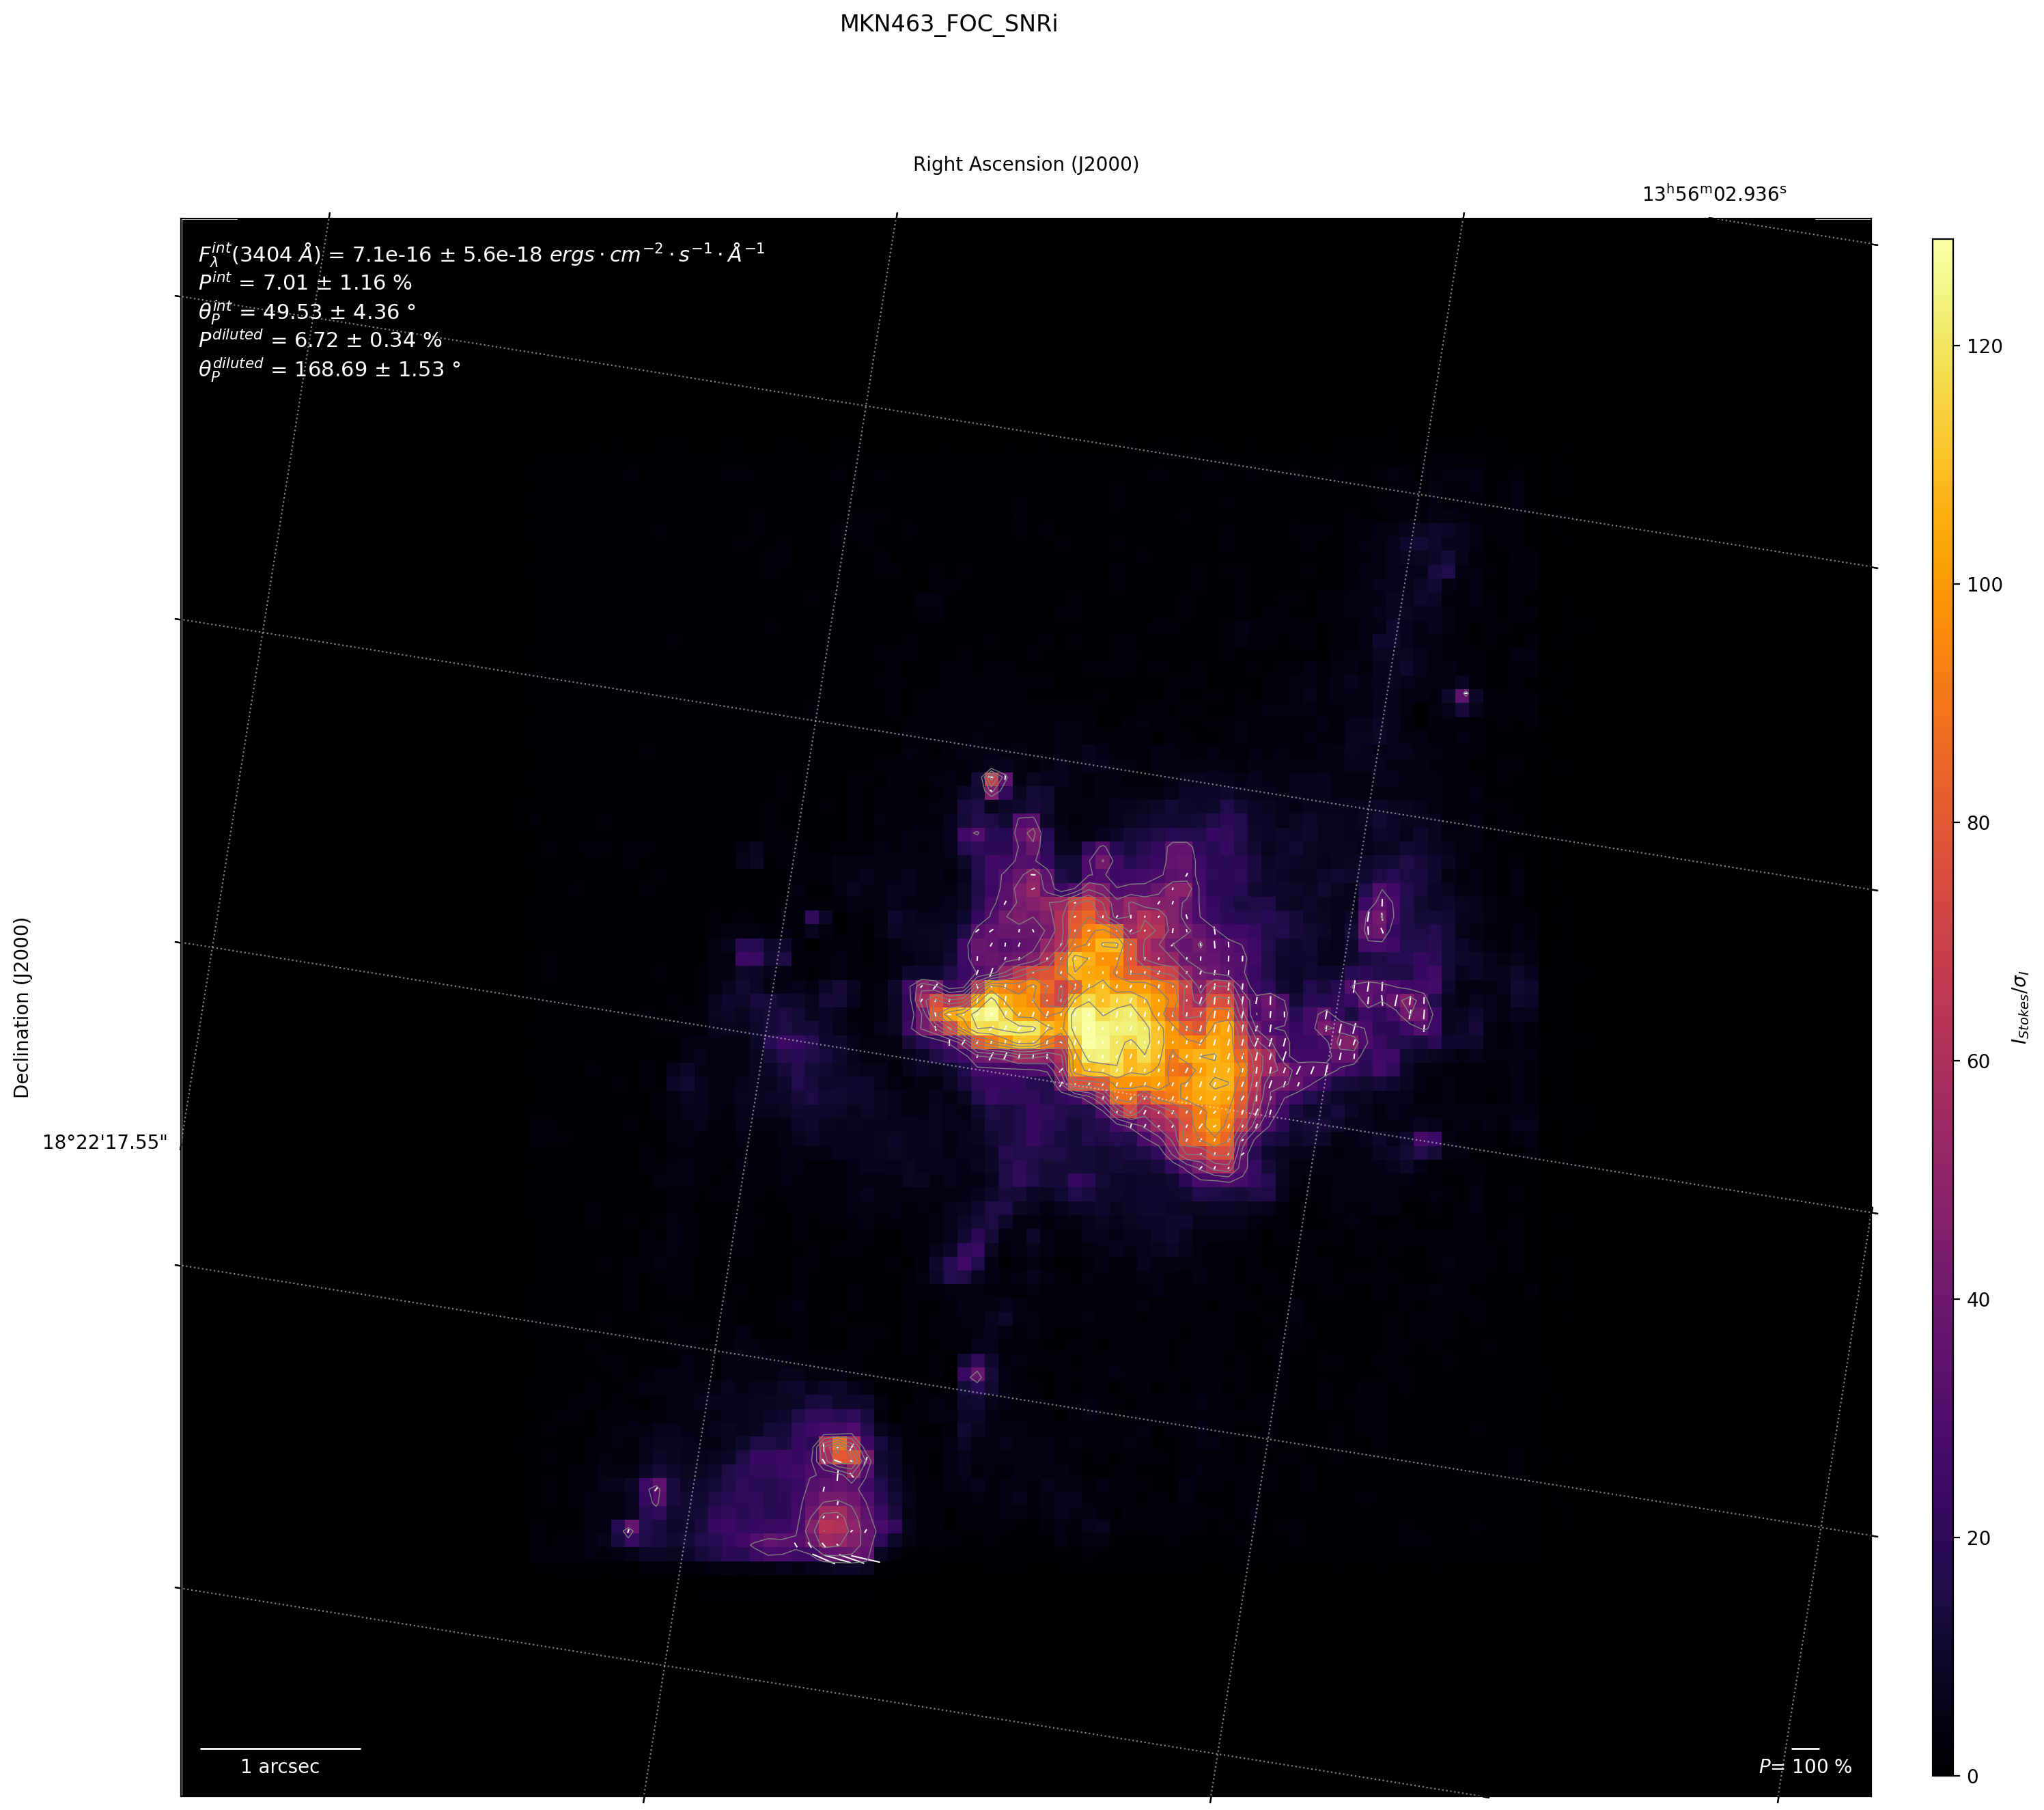 MKN463_FOC_SNRi
Right Ascension (J2000)
13ʰ56ᵐ02.936ˢ
F_λ^int(3404 Å) = 7.1e-16 ± 5.6e-18 ergs · cm⁻² · s⁻¹ · Å⁻¹
P^int = 7.01 ± 1.16 %
θ_P^int = 49.53 ± 4.36 °
P^diluted = 6.72 ± 0.34 %
θ_P^diluted = 168.69 ± 1.53 °
120
100
80
60
40
20
0
I_Stokes/σ_I
Declination (J2000)
18°22'17.55"
1 arcsec
P= 100 %